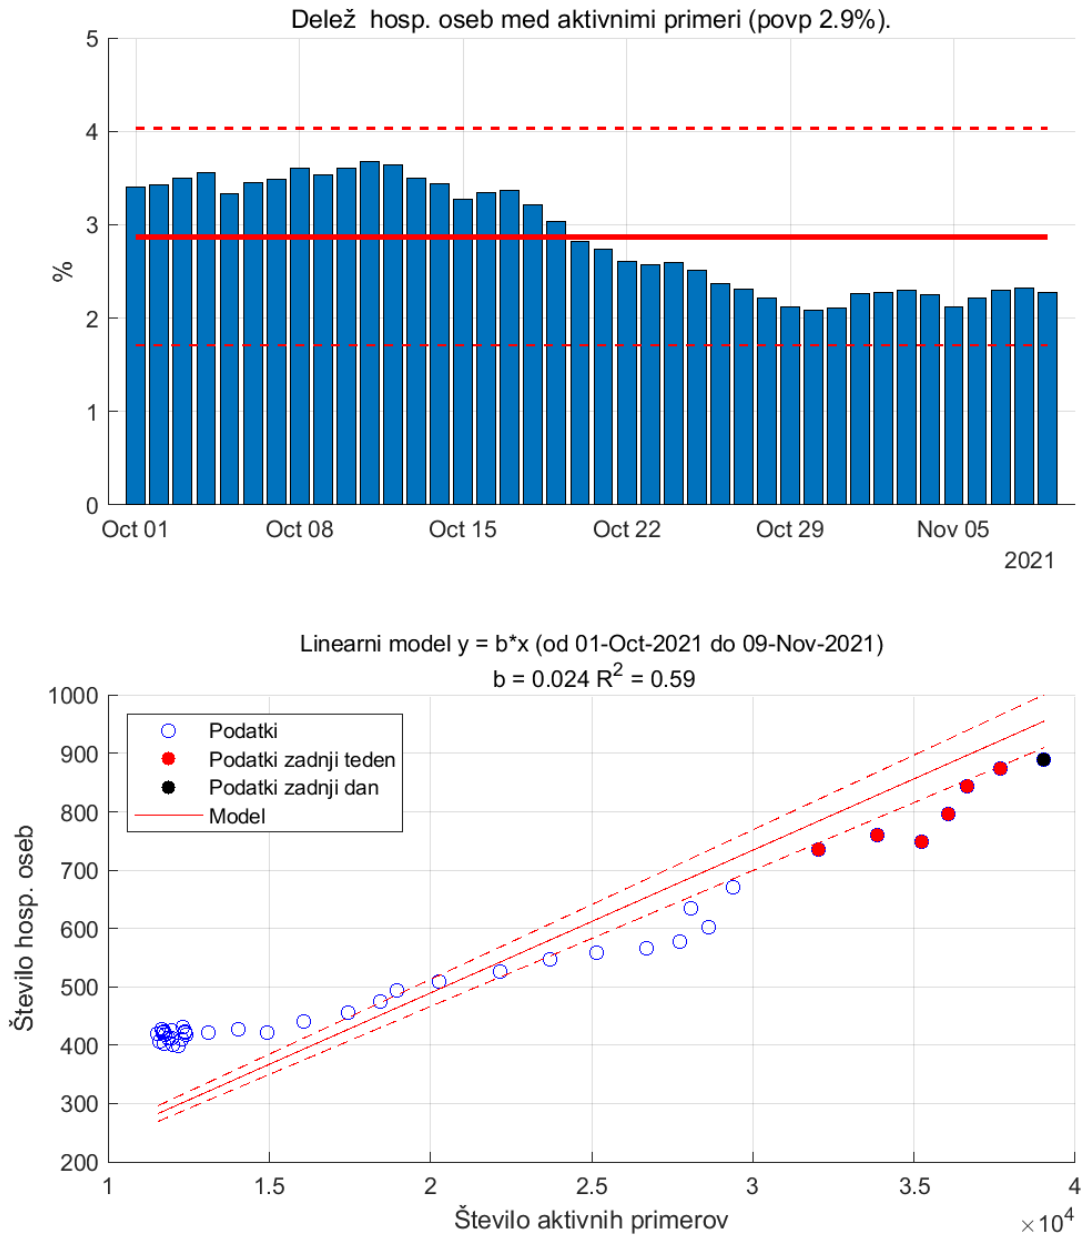 Delež hosp. oseb med aktivnimi primeri (povp 2.9%).
5
4
3
2
1
0
%
Oct 01 Oct 08 Oct 15 Oct 22 Oct 29 Nov 05
2021
Linearni model y = b*x (od 01-Oct-2021 do 09-Nov-2021)
b = 0.024 R² = 0.59
1000
900
800
700
600
500
400
300
200
Število hosp. oseb
Podatki
Podatki zadnji teden
Podatki zadnji dan
Model
1 1.5 2 2.5 3 3.5 4
Število aktivnih primerov
×10⁴